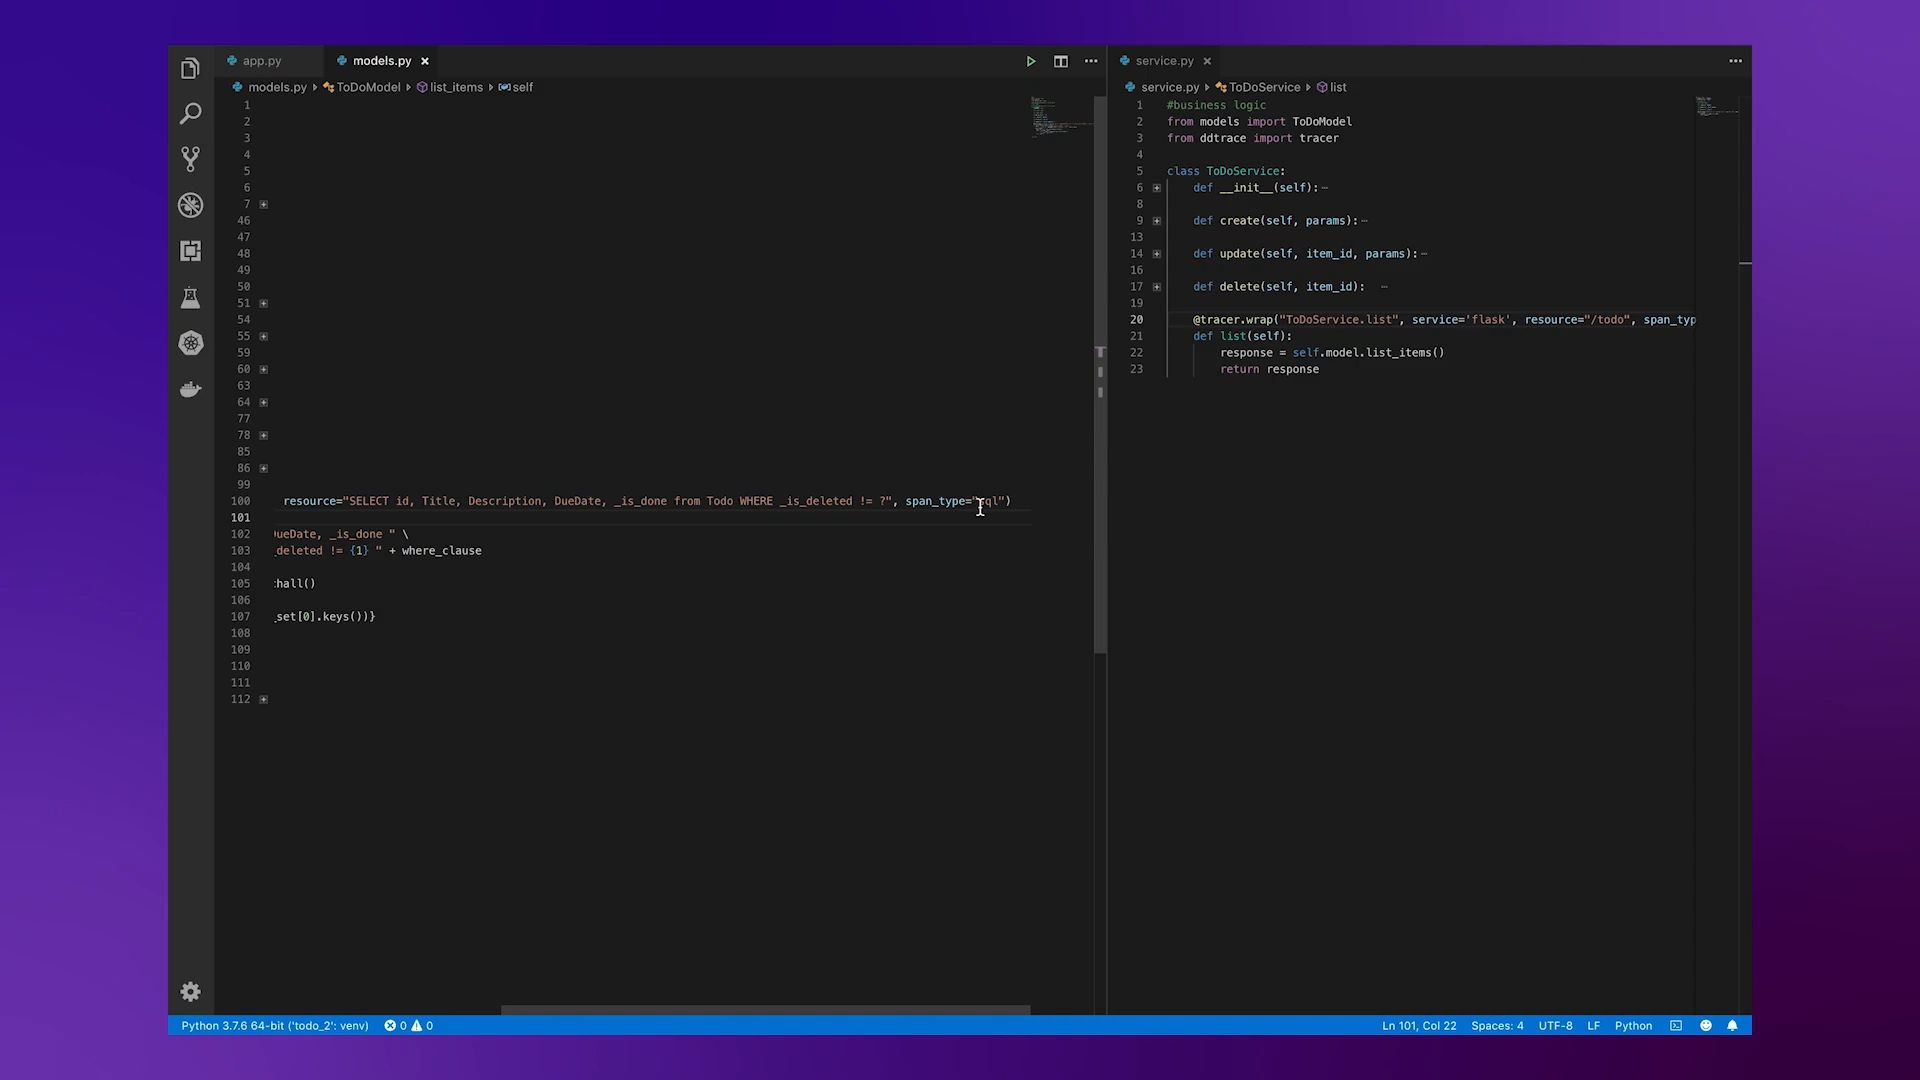 app.py
models.py
models.py ToDoModel list_items self
1
2
3
4
5
6
7
46
47
48
49
50
51
54
55
59
60
63
64
77
78
85
86
99
100 resource="SELECT id, Title, Description, DueDate, _is_done from Todo WHERE _is_deleted != ?", span_type="sql")
101
102 DueDate, _is_done " \
103 _deleted != {1} " + where_clause
104
105 hall()
106
107 _set[0].keys())}
108
109
110
111
112
service.py
service.py ToDoService list
1 #business logic
2 from models import ToDoModel
3 from ddtrace import tracer
4
5 class ToDoService:
6 def __init__(self):
8
9 def create(self, params):
13
14 def update(self, item_id, params):
16
17 def delete(self, item_id):
19
20 @tracer.wrap("ToDoService.list", service='flask', resource="/todo", span_typ
21 def list(self):
22 response = self.model.list_items()
23 return response
Python 3.7.6 64-bit ('todo_2': venv) 0 0 Ln 101, Col 22 Spaces: 4 UTF-8 LF Python